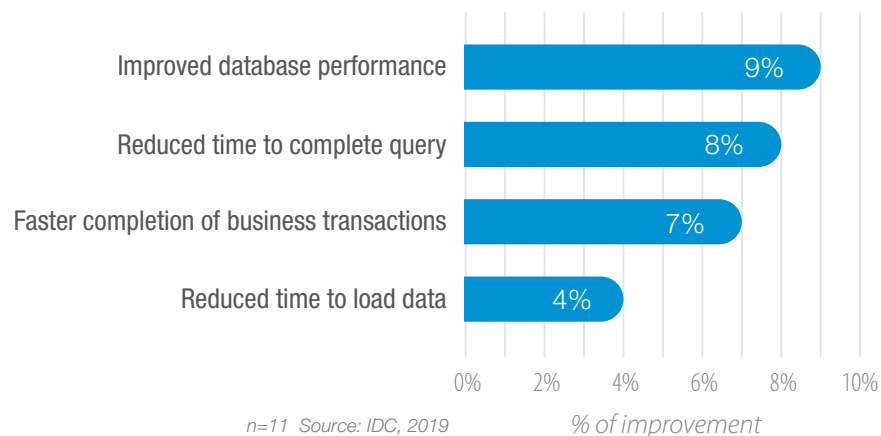 Improved database performance 9%
Reduced time to complete query 8%
Faster completion of business transactions 7%
Reduced time to load data 4%
0% 2% 4% 6% 8% 10%
n=11 Source: IDC, 2019 % of improvement